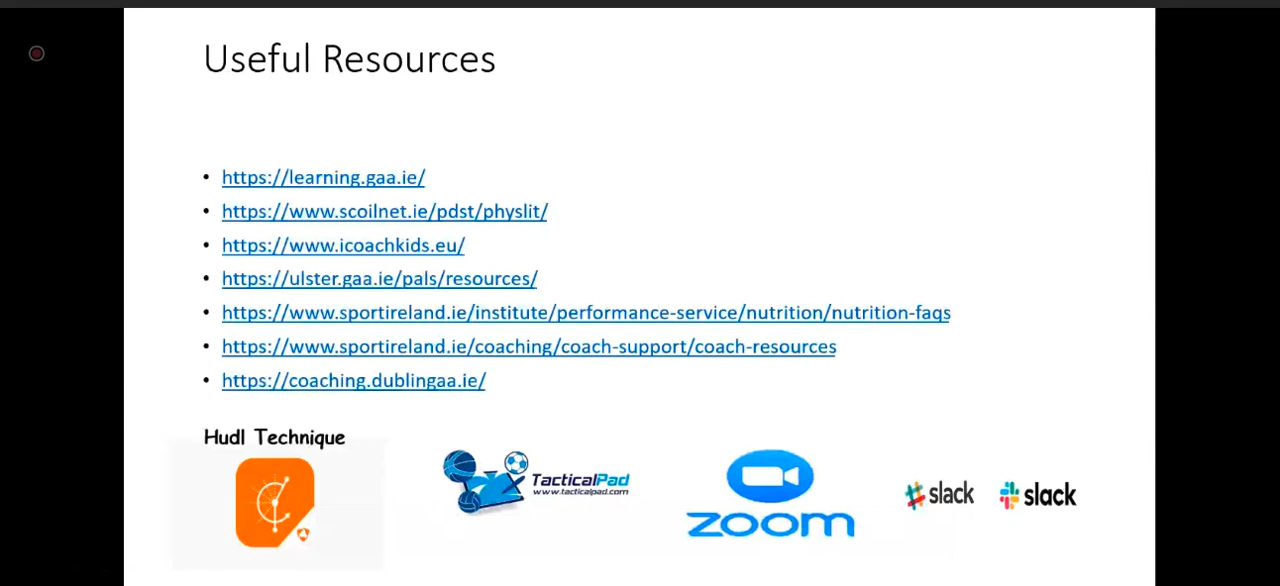 Useful Resources
• https://learning.gaa.ie/
• https://www.scoilnet.ie/pdst/physlit/
• https://www.icoachkids.eu/
• https://ulster.gaa.ie/pals/resources/
• https://www.sportireland.ie/institute/performance-service/nutrition/nutrition-faqs
• https://www.sportireland.ie/coaching/coach-support/coach-resources
• https://coaching.dublingaa.ie/
Hudl Technique
TacticalPad
www.tacticalpad.com
zoom
slack
slack